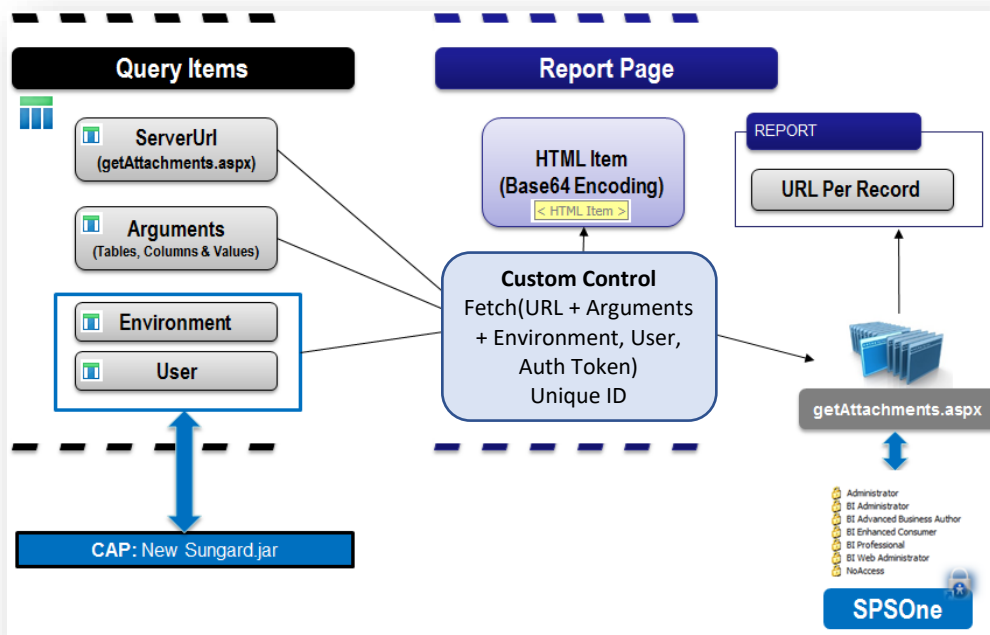 Query Items
ServerUrl
(getAttachments.aspx)
Arguments
(Tables, Columns & Values)
Environment
User
CAP: New Sungard.jar
Report Page
HTML Item
(Base64 Encoding)
< HTML Item >
Custom Control
Fetch(URL + Arguments
+ Environment, User,
Auth Token)
Unique ID
REPORT
URL Per Record
getAttachments.aspx
Administrator
BI Administrator
BI Advanced Business Author
BI Enhanced Consumer
BI Professional
BI Web Administrator
NoAccess
SPSOne